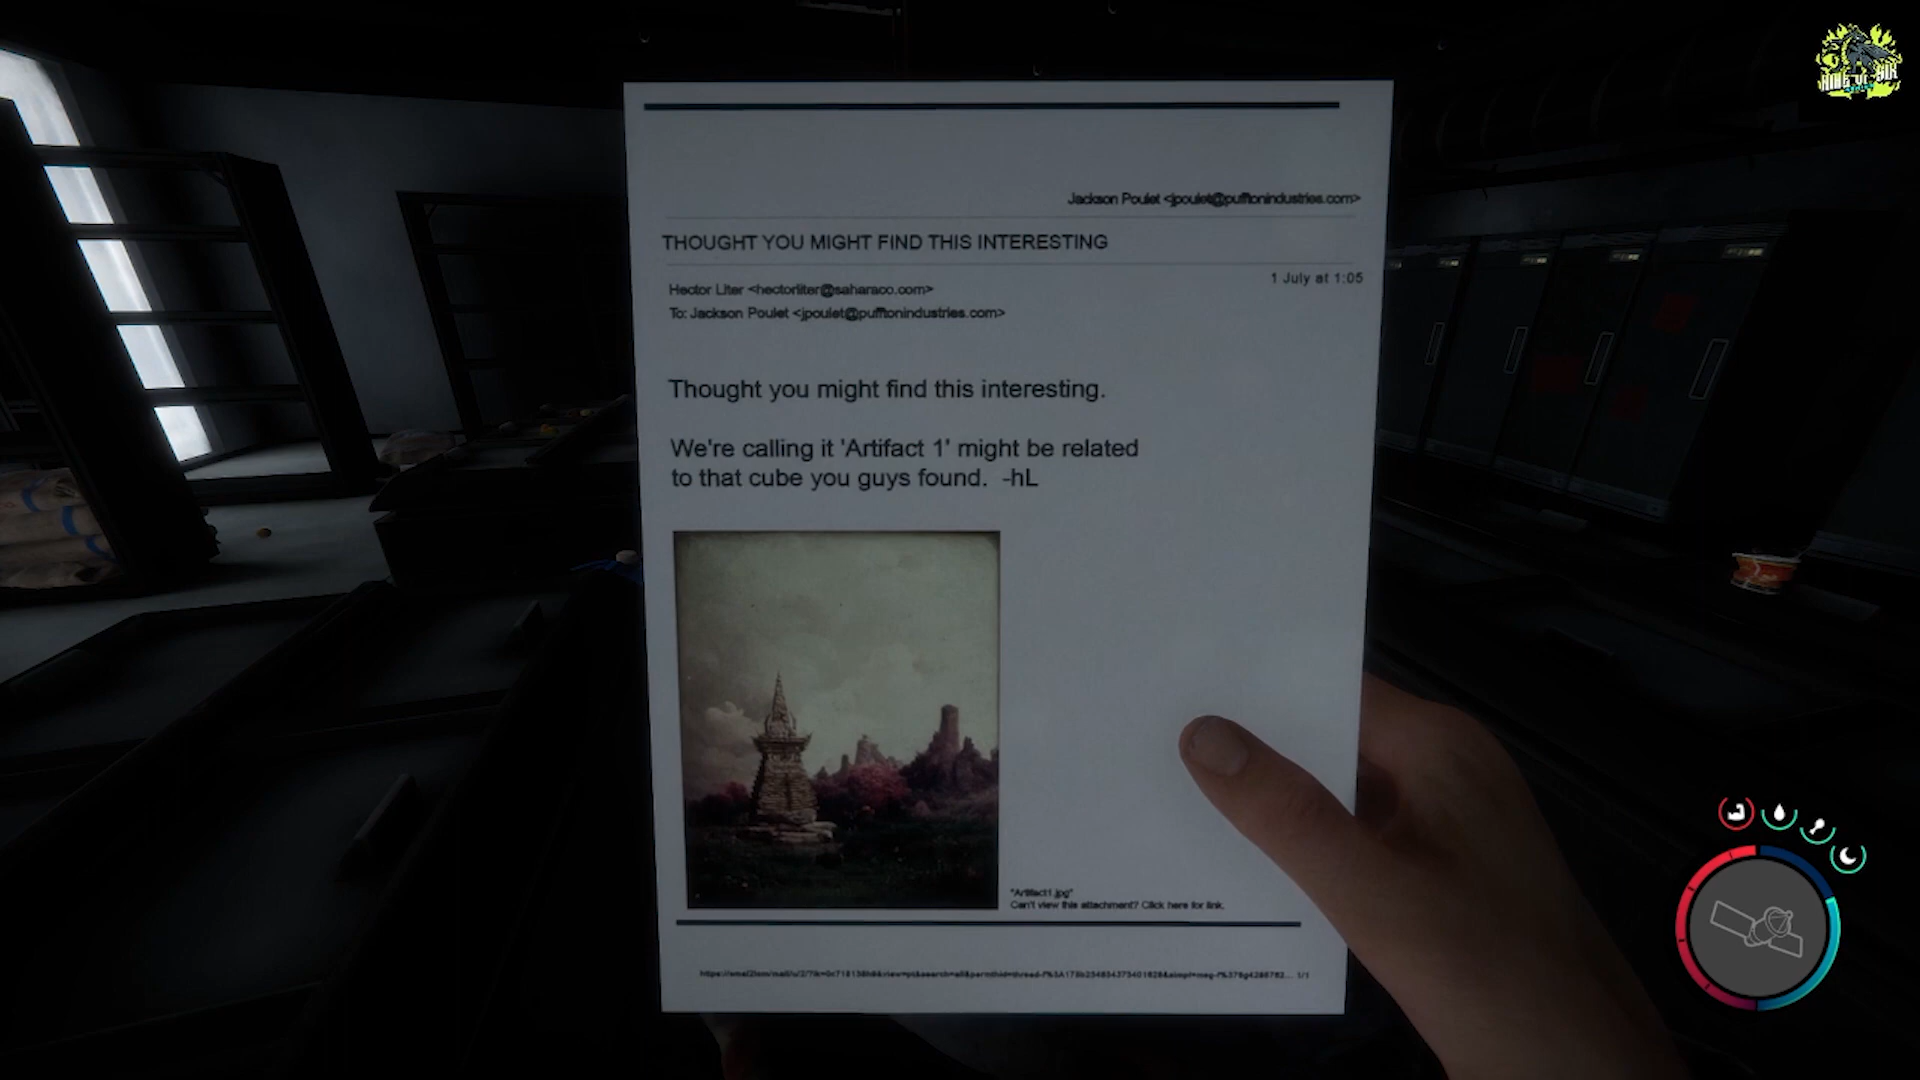 Jackson Poulet <jpoulet@pufftonindustries.com>
THOUGHT YOU MIGHT FIND THIS INTERESTING
1 July at 1:05
Hector Liter <hectorliter@saharaco.com>
To: Jackson Poulet <jpoulet@pufftonindustries.com>
Thought you might find this interesting.
We're calling it 'Artifact 1' might be related
to that cube you guys found. -hL
"Artifact1.jpg"
Can't view this attachment? Click here for link.
1/1